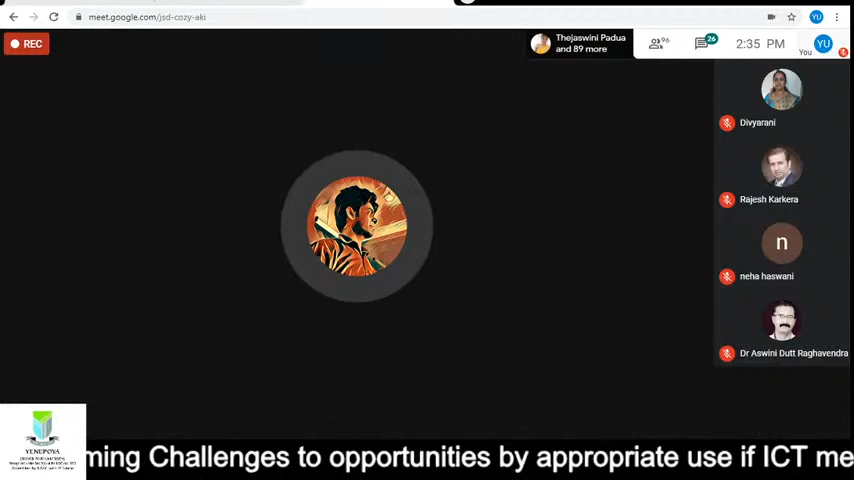 meet.google.com/jsd-cozy-aki
YU
REC
Thejaswini Padua
and 89 more
96
26
2:35 PM
YU
You
Divyarani
Rajesh Karkera
n
neha haswani
Dr Aswini Dutt Raghavendra
YENEPOYA
ming Challenges to opportunities by appropriate use if ICT me